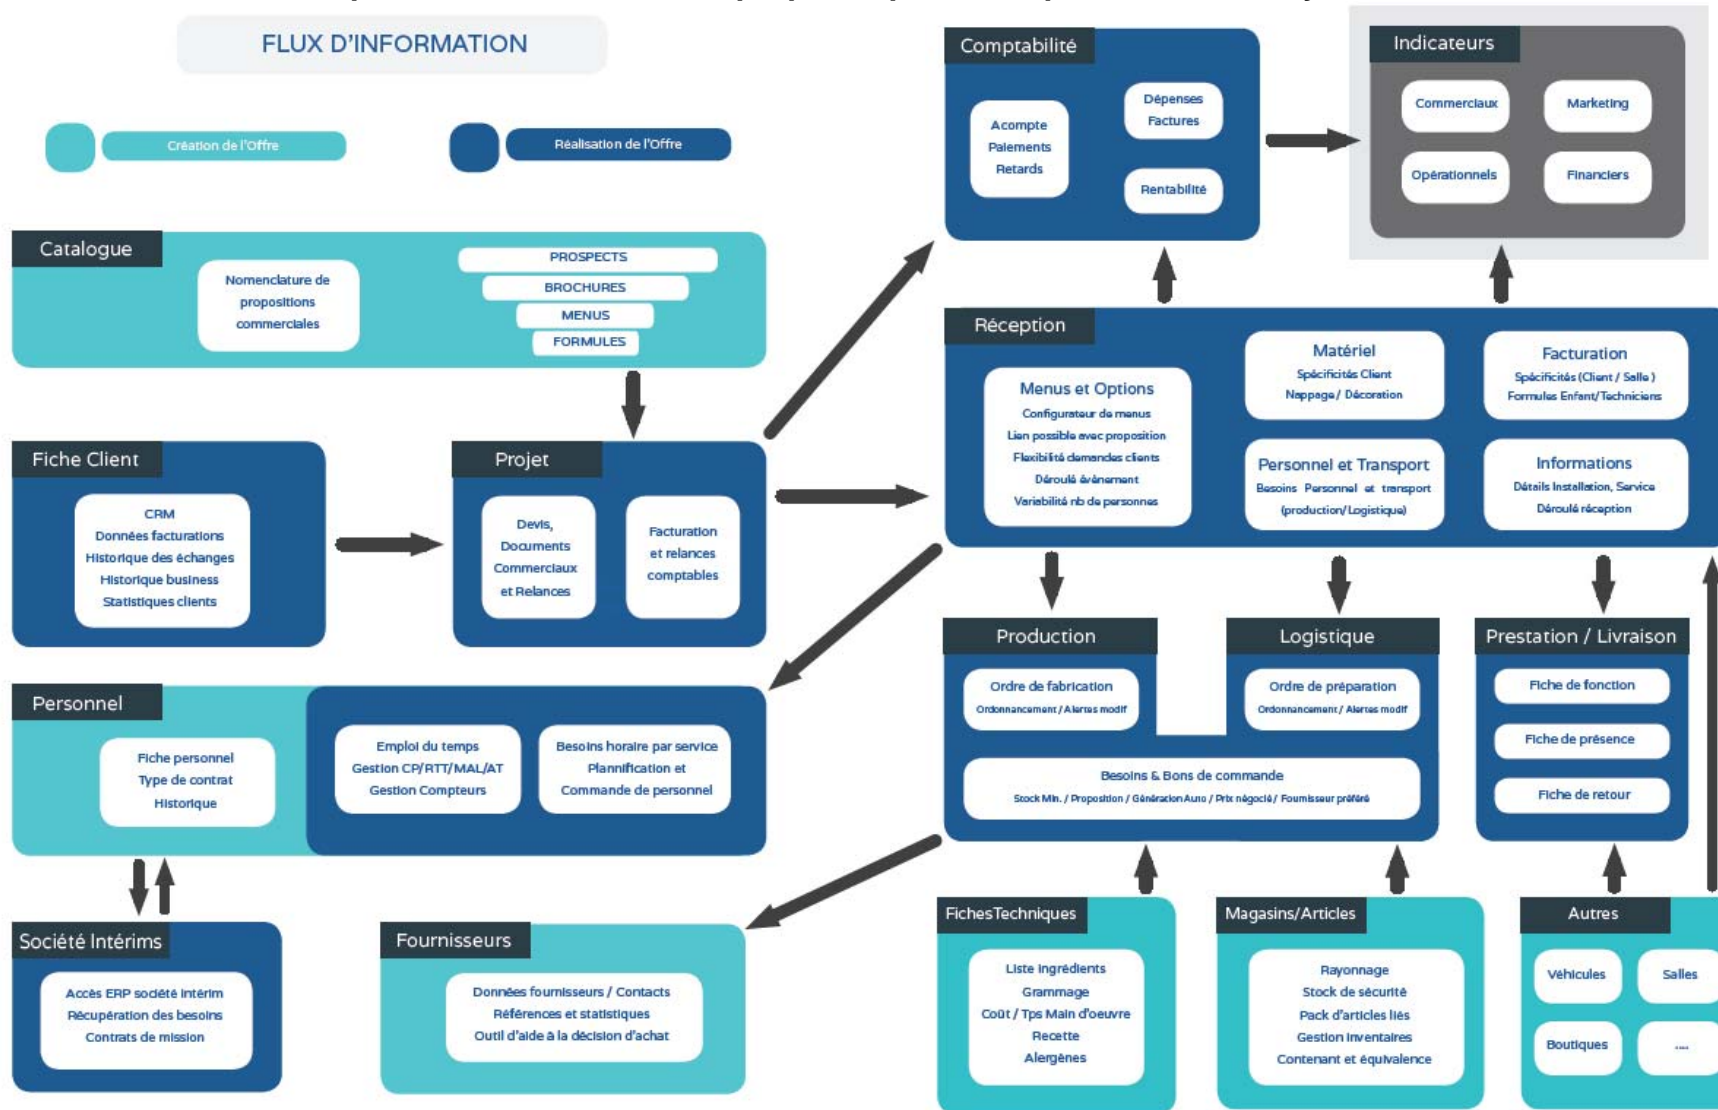 FLUX D'INFORMATION
Création de l'Offre
Réalisation de l'Offre
Comptabilité
Acompte
Paiements
Retards
Dépenses
Factures
Rentabilité
Indicateurs
Commerciaux
Marketing
Opérationnels
Financiers
Catalogue
Nomenclature de
propositions
commerciales
PROSPECTS
BROCHURES
MENUS
FORMULES
Réception
Menus et Options
Configurateur de menus
Lien possible avec proposition
Flexibilité demandes clients
Déroulé évènement
Variabilité nb de personnes
Matériel
Spécificités Client
Nappage / Décoration
Facturation
Spécificités (Client / Salle )
Formules Enfant/Techniciens
Personnel et Transport
Besoins Personnel et transport
(production/Logistique)
Informations
Détails Installation, Service
Déroulé réception
Fiche Client
CRM
Données facturations
Historique des échanges
Historique business
Statistiques clients
Projet
Devis,
Documents
Commerciaux
et Relances
Facturation
et relances
comptables
Production
Ordre de fabrication
Ordonnancement / Alertes modif
Logistique
Ordre de préparation
Ordonnancement / Alertes modif
Besoins & Bons de commande
Stock Min. / Proposition / Génération Auto / Prix négocié / Fournisseur préféré
Prestation / Livraison
Fiche de fonction
Fiche de présence
Fiche de retour
Personnel
Fiche personnel
Type de contrat
Historique
Emploi du temps
Gestion CP/RTT/MAL/AT
Gestion Compteurs
Besoins horaire par service
Plannification et
Commande de personnel
Société Intérims
Accès ERP société intérim
Récupération des besoins
Contrats de mission
Fournisseurs
Données fournisseurs / Contacts
Références et statistiques
Outil d'aide à la décision d'achat
FichesTechniques
Liste ingrédients
Grammage
Coût / Tps Main d'oeuvre
Recette
Alergènes
Magasins/Articles
Rayonnage
Stock de sécurité
Pack d'articles liés
Gestion inventaires
Contenant et équivalence
Autres
Véhicules
Salles
Boutiques
....